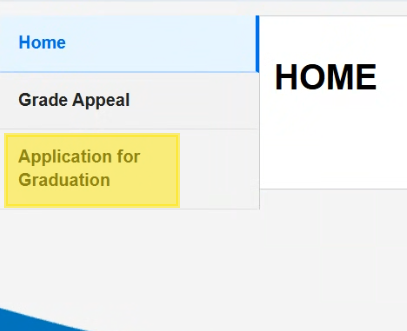 Home
HOME
Grade Appeal
Application for
Graduation